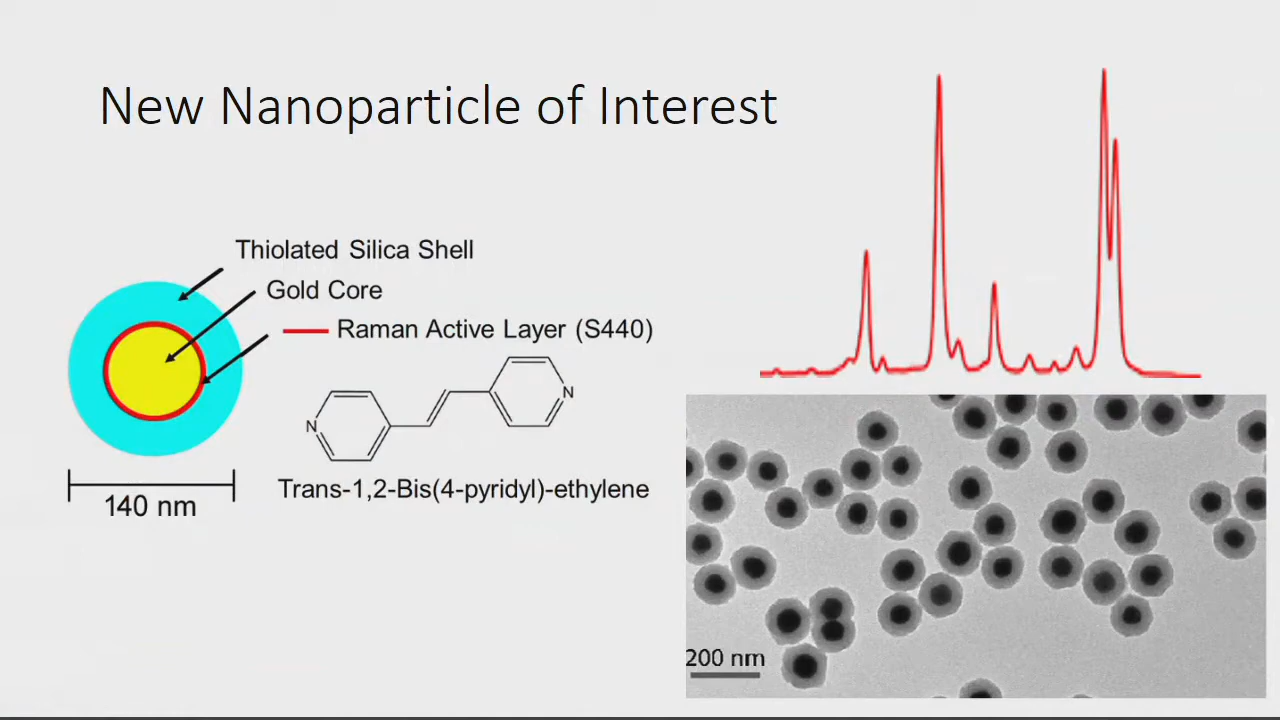 New Nanoparticle of Interest
Thiolated Silica Shell
Gold Core
Raman Active Layer (S440)
N
N
Trans-1,2-Bis(4-pyridyl)-ethylene
140 nm
200 nm